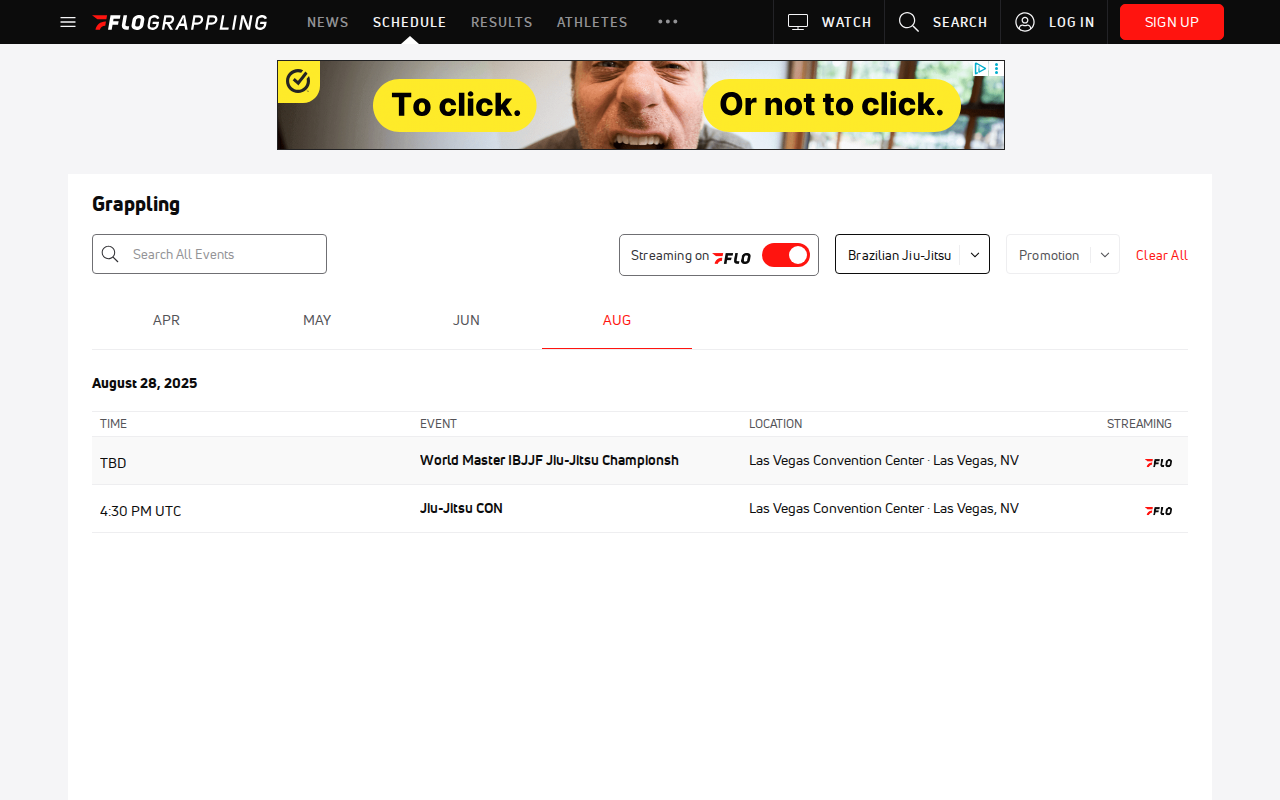 FLOGRAPPLING NEWS SCHEDULE RESULTS ATHLETES WATCH SEARCH LOG IN SIGN UP
To click. Or not to click.
Grappling
Search All Events Streaming on FLO Brazilian Jiu-Jitsu Promotion Clear All
APR MAY JUN AUG
August 28, 2025
TIME EVENT LOCATION STREAMING
TBD World Master IBJJF Jiu-Jitsu Championsh Las Vegas Convention Center · Las Vegas, NV FLO
4:30 PM UTC Jiu-Jitsu CON Las Vegas Convention Center · Las Vegas, NV FLO